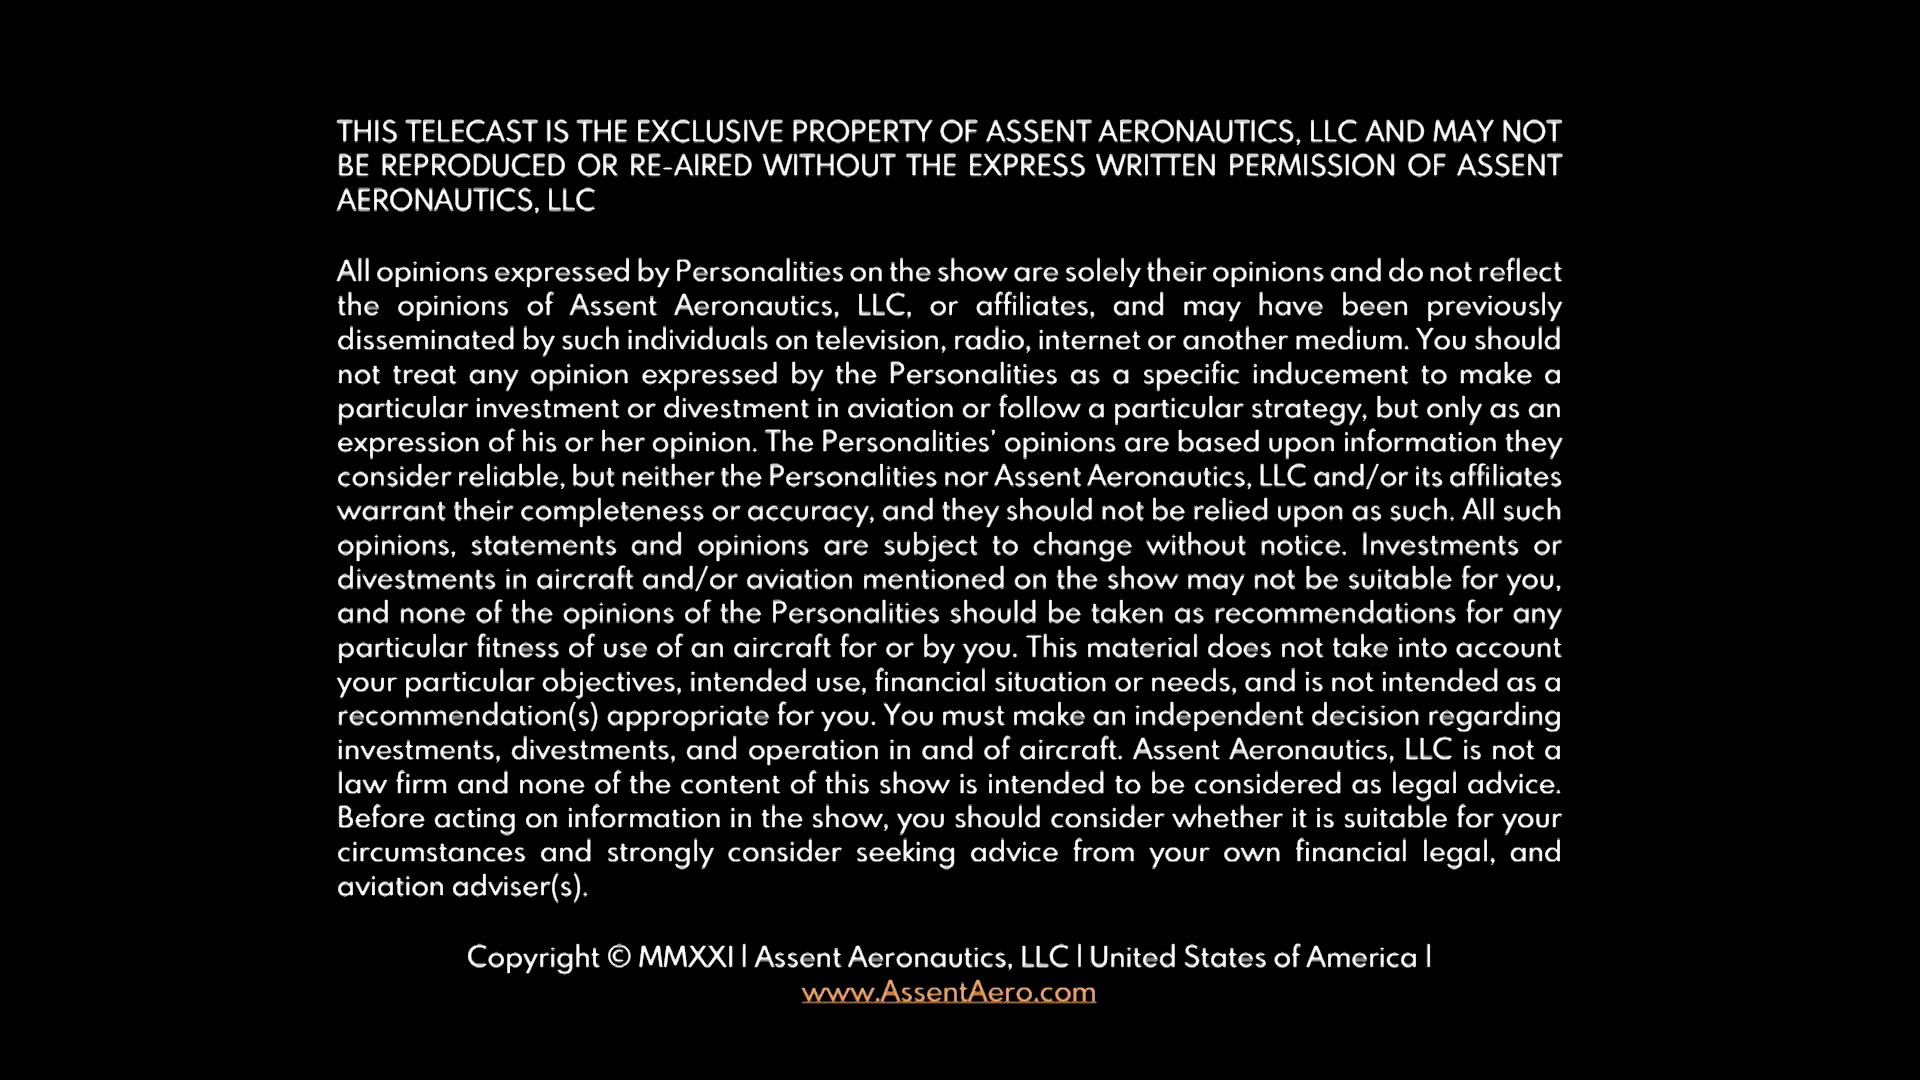 THIS TELECAST IS THE EXCLUSIVE PROPERTY OF ASSENT AERONAUTICS, LLC AND MAY NOT
BE REPRODUCED OR RE-AIRED WITHOUT THE EXPRESS WRITTEN PERMISSION OF ASSENT
AERONAUTICS, LLC
All opinions expressed by Personalities on the show are solely their opinions and do not reflect
the opinions of Assent Aeronautics, LLC, or affiliates, and may have been previously
disseminated by such individuals on television, radio, internet or another medium. You should
not treat any opinion expressed by the Personalities as a specific inducement to make a
particular investment or divestment in aviation or follow a particular strategy, but only as an
expression of his or her opinion. The Personalities’ opinions are based upon information they
consider reliable, but neither the Personalities nor Assent Aeronautics, LLC and/or its affiliates
warrant their completeness or accuracy, and they should not be relied upon as such. All such
opinions, statements and opinions are subject to change without notice. Investments or
divestments in aircraft and/or aviation mentioned on the show may not be suitable for you,
and none of the opinions of the Personalities should be taken as recommendations for any
particular fitness of use of an aircraft for or by you. This material does not take into account
your particular objectives, intended use, financial situation or needs, and is not intended as a
recommendation(s) appropriate for you. You must make an independent decision regarding
investments, divestments, and operation in and of aircraft. Assent Aeronautics, LLC is not a
law firm and none of the content of this show is intended to be considered as legal advice.
Before acting on information in the show, you should consider whether it is suitable for your
circumstances and strongly consider seeking advice from your own financial legal, and
aviation adviser(s).
Copyright © MMXXI | Assent Aeronautics, LLC | United States of America |
www.AssentAero.com